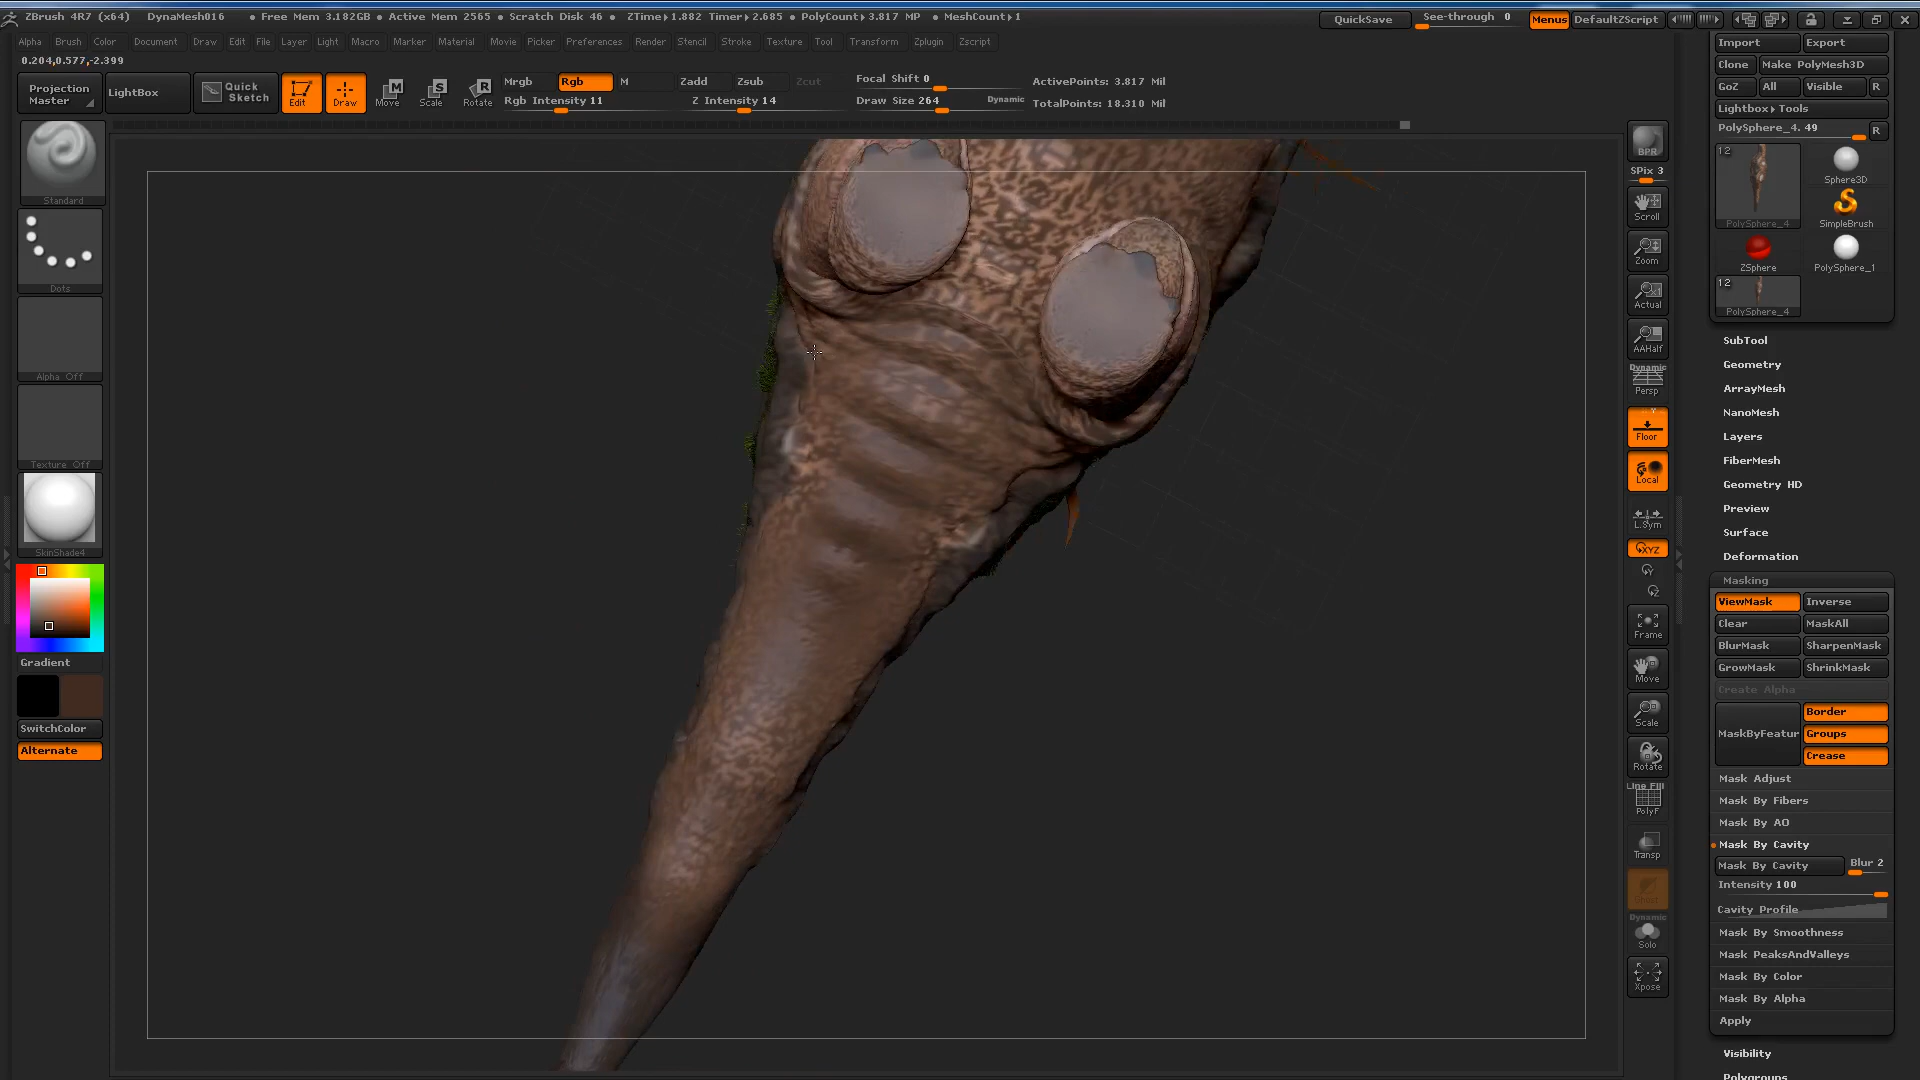 ZBrush 4R7 (x64) DynaMesh016 • Free Mem 3.182GB • Active Mem 2565 • Scratch Disk 46 • ZTime▸1.882 Timer▸2.685 • PolyCount▸3.817 MP • MeshCount▸1 QuickSave See-through 0 Menus DefaultZScript
Alpha Brush Color Document Draw Edit File Layer Light Macro Marker Material Movie Picker Preferences Render Stencil Stroke Texture Tool Transform Zplugin Zscript
0.204,0.577,-2.399
Projection Master
LightBox
Quick Sketch
Edit Draw Move Scale Rotate
Mrgb Rgb M Zadd Zsub Zcut
Rgb Intensity 11 Z Intensity 14
Focal Shift 0
Draw Size 264 Dynamic
ActivePoints: 3.817 Mil
TotalPoints: 18.310 Mil
Standard
Dots
Alpha Off
Texture Off
SkinShade4
Gradient
SwitchColor
Alternate
BPR
SPix 3
Scroll
Zoom
Actual
AAHalf
Dynamic
Persp
Floor
Local
L.Sym
XYZ
Frame
Move
Scale
Rotate
Line Fill
PolyF
Transp
Ghost
Dynamic
Solo
Xpose
Import Export
Clone Make PolyMesh3D
GoZ All Visible R
Lightbox▸Tools
PolySphere_4. 49 R
12
PolySphere_4
Sphere3D
SimpleBrush
ZSphere
PolySphere_1
12
PolySphere_4
SubTool
Geometry
ArrayMesh
NanoMesh
Layers
FiberMesh
Geometry HD
Preview
Surface
Deformation
Masking
ViewMask Inverse
Clear MaskAll
BlurMask SharpenMask
GrowMask ShrinkMask
Create Alpha
MaskByFeatur
Border
Groups
Crease
Mask Adjust
Mask By Fibers
Mask By AO
Mask By Cavity
Mask By Cavity Blur 2
Intensity 100
Cavity Profile
Mask By Smoothness
Mask PeaksAndValleys
Mask By Color
Mask By Alpha
Apply
Visibility
Polygroups